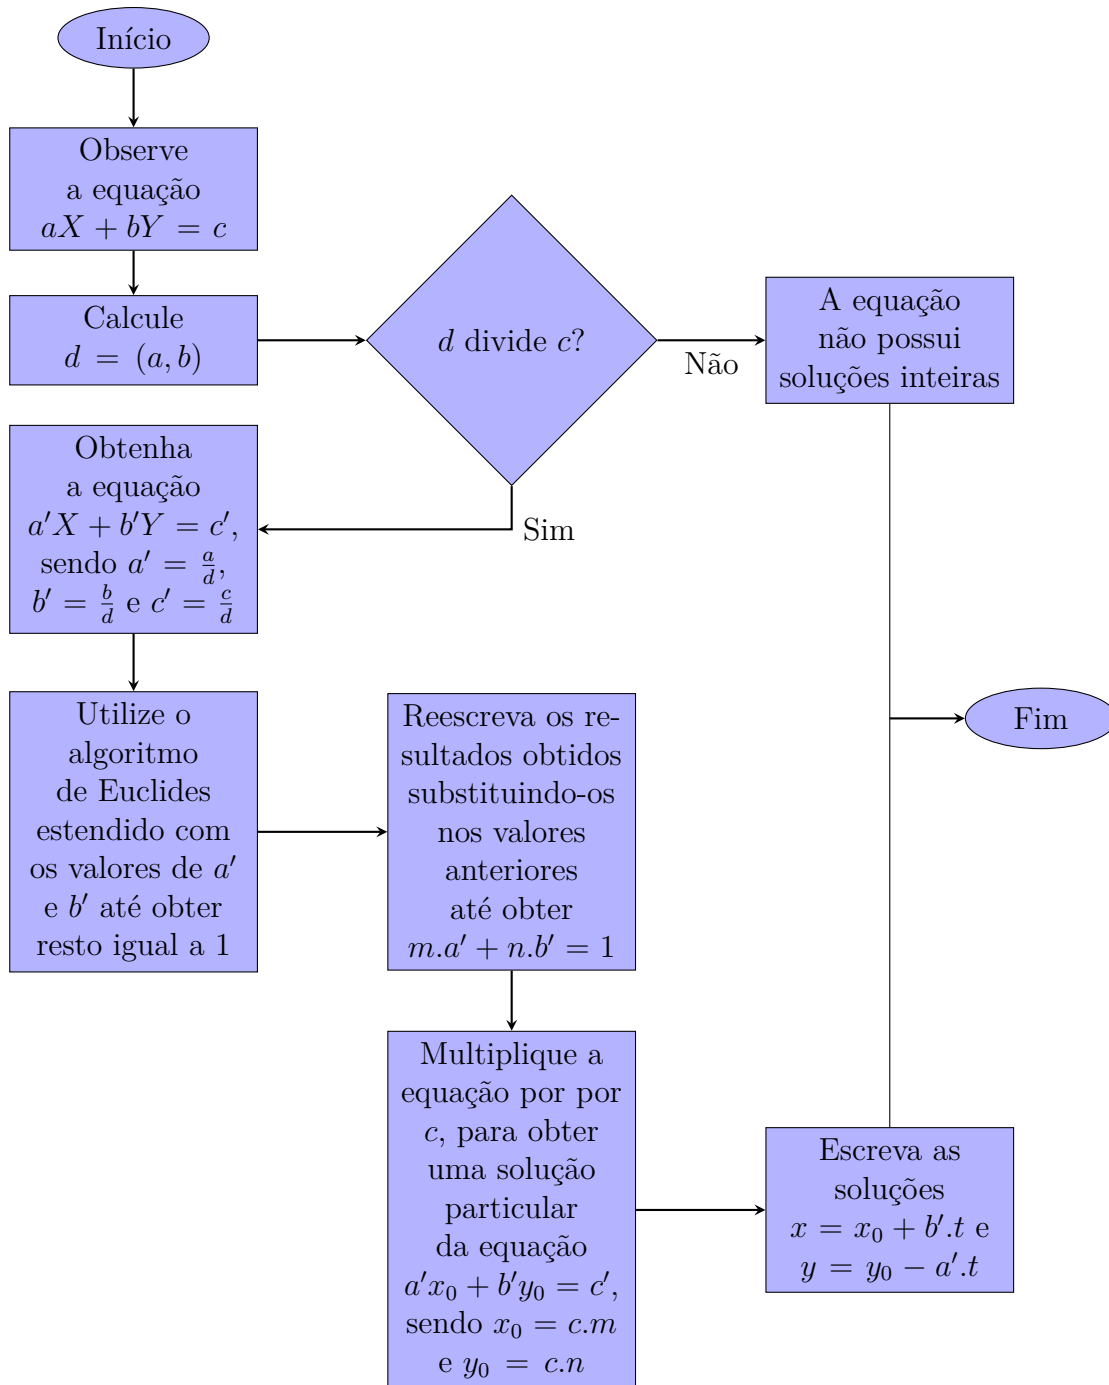 Início
Observe
a equação
aX + bY = c
Calcule
d = (a, b)
d divide c?
Não
A equação
não possui
soluções inteiras
Sim
Obtenha
a equação
a′X + b′Y = c′,
sendo a′ = a/d,
b′ = b/d e c′ = c/d
Utilize o
algoritmo
de Euclides
estendido com
os valores de a′
e b′ até obter
resto igual a 1
Reescreva os re-
sultados obtidos
substituindo-os
nos valores
anteriores
até obter
m.a′ + n.b′ = 1
Multiplique a
equação por por
c, para obter
uma solução
particular
da equação
a′x₀ + b′y₀ = c′,
sendo x₀ = c.m
e y₀ = c.n
Escreva as
soluções
x = x₀ + b′.t e
y = y₀ − a′.t
Fim